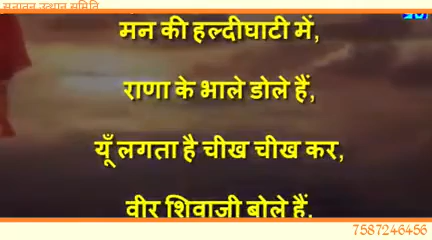 सनातन उत्थान समिति
मन की हल्दीघाटी में,
राणा के भाले डोले हैं,
यूँ लगता है चीख चीख कर,
वीर शिवाजी बोले हैं.
7587246456